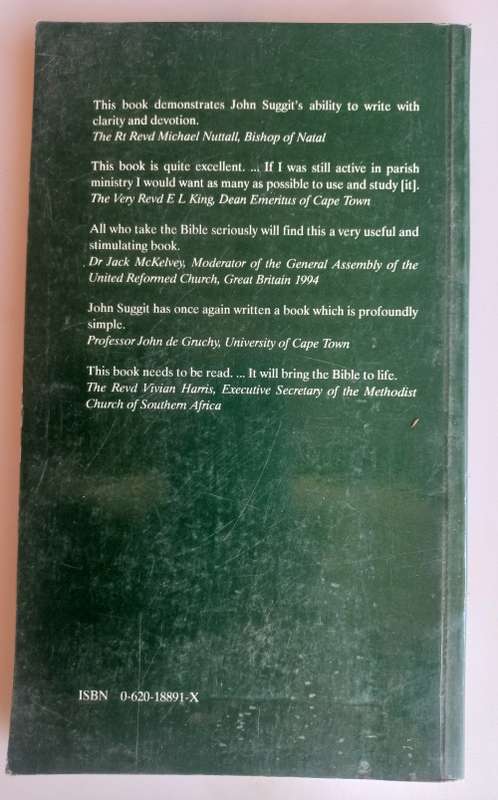 This book demonstrates John Suggit's ability to write with
clarity and devotion.
The Rt Revd Michael Nuttall, Bishop of Natal
This book is quite excellent. ... If I was still active in parish
ministry I would want as many as possible to use and study [it].
The Very Revd E L King, Dean Emeritus of Cape Town
All who take the Bible seriously will find this a very useful and
stimulating book.
Dr Jack McKelvey, Moderator of the General Assembly of the
United Reformed Church, Great Britain 1994
John Suggit has once again written a book which is profoundly
simple.
Professor John de Gruchy, University of Cape Town
This book needs to be read. ... It will bring the Bible to life.
The Revd Vivian Harris, Executive Secretary of the Methodist
Church of Southern Africa
ISBN 0-620-18891-X